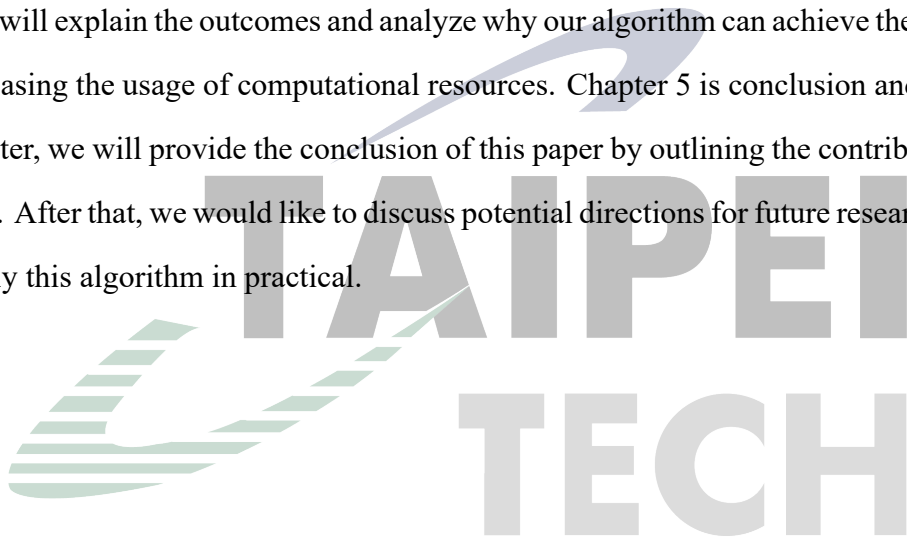 will explain the outcomes and analyze why our algorithm can achieve the
asing the usage of computational resources. Chapter 5 is conclusion an
ter, we will provide the conclusion of this paper by outlining the contrib
. After that, we would like to discuss potential directions for future resear
y this algorithm in practical.
TAIPEI
TECH